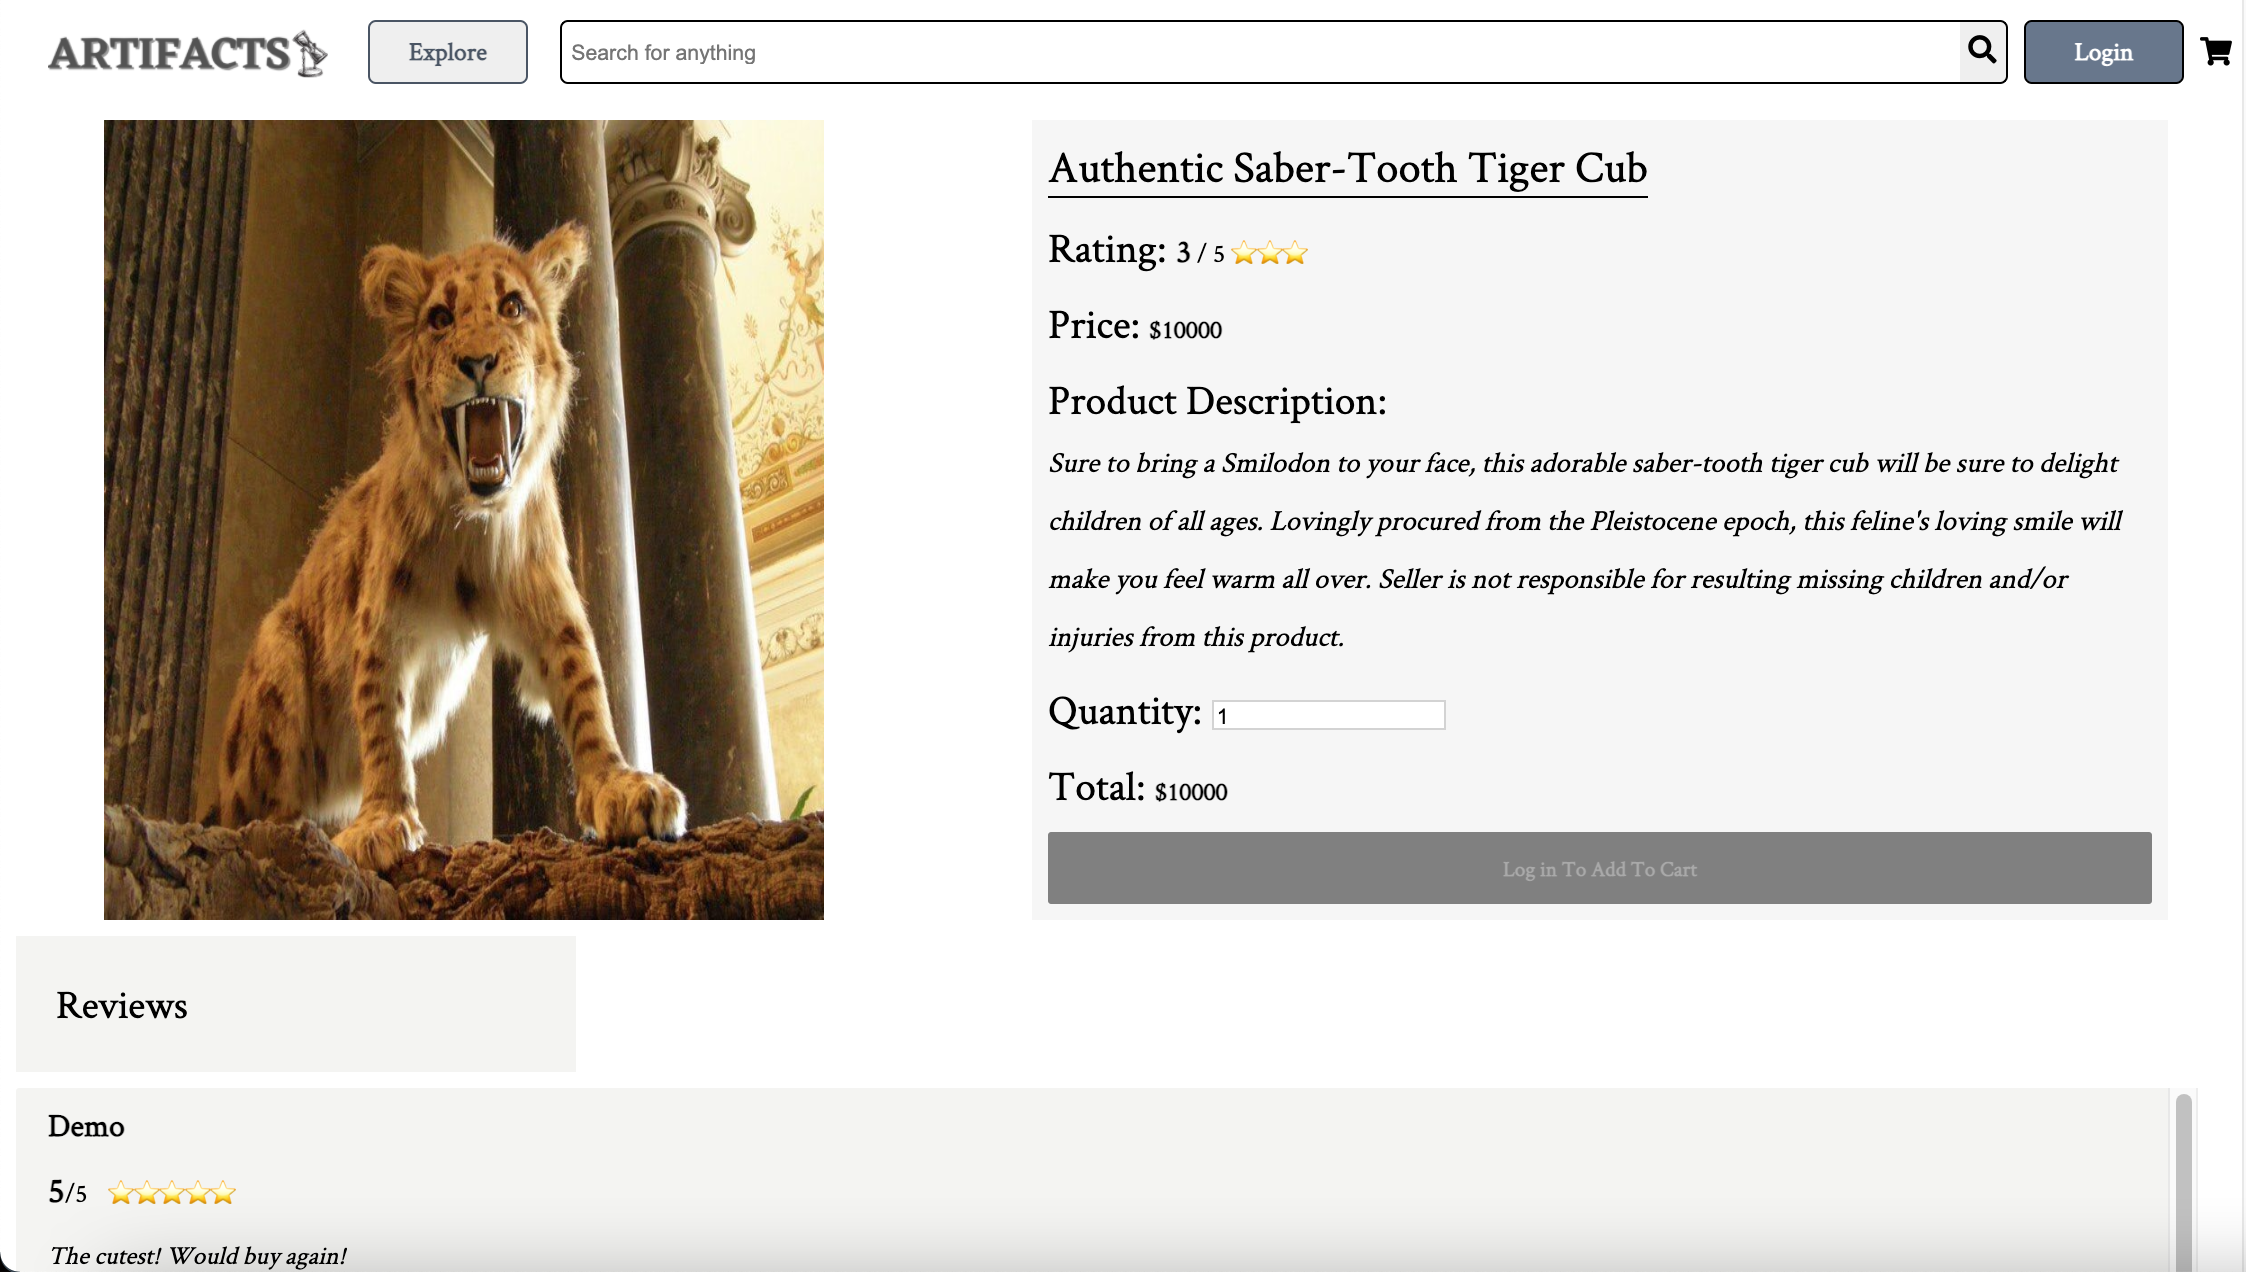 ARTIFACTS
Explore
Search for anything
Login
Authentic Saber-Tooth Tiger Cub
Rating: 3 / 5
Price: $10000
Product Description:
Sure to bring a Smilodon to your face, this adorable saber-tooth tiger cub will be sure to delight
children of all ages. Lovingly procured from the Pleistocene epoch, this feline's loving smile will
make you feel warm all over. Seller is not responsible for resulting missing children and/or
injuries from this product.
Quantity: 1
Total: $10000
Log in To Add To Cart
Reviews
Demo
5/5
The cutest! Would buy again!